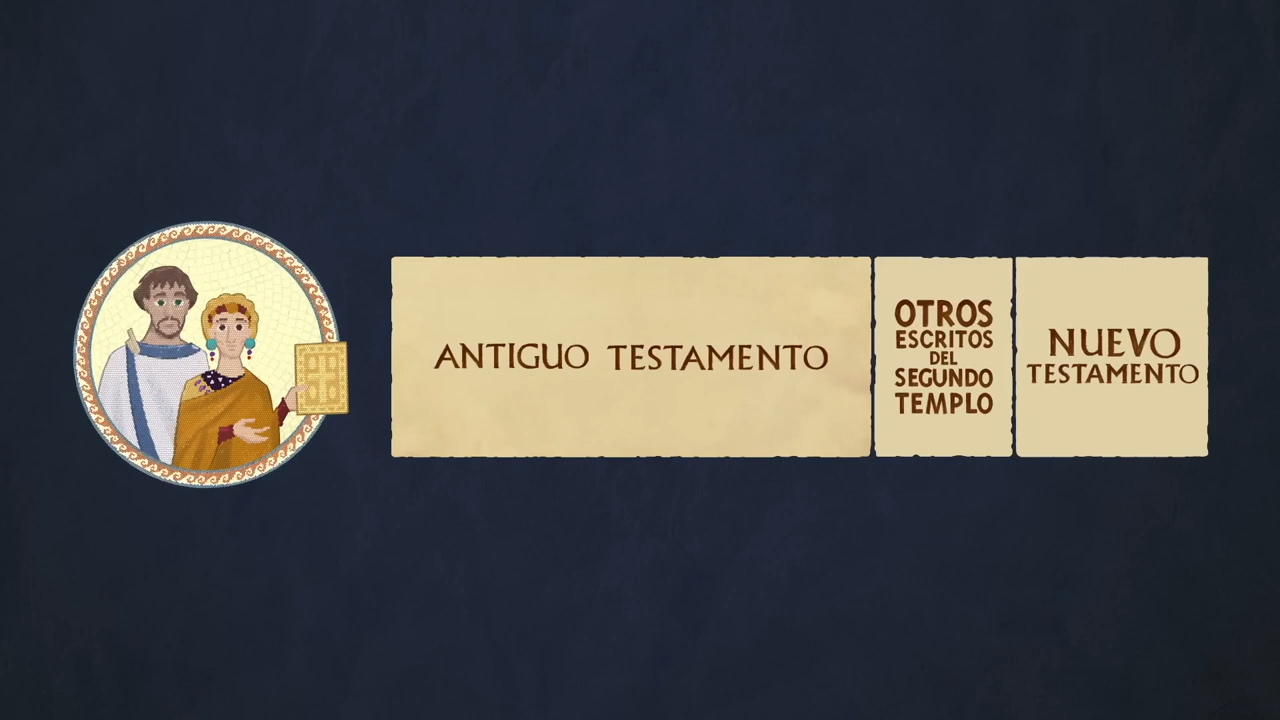 ANTIGUO TESTAMENTO
OTROS
ESCRITOS
DEL
SEGUNDO
TEMPLO
NUEVO
TESTAMENTO